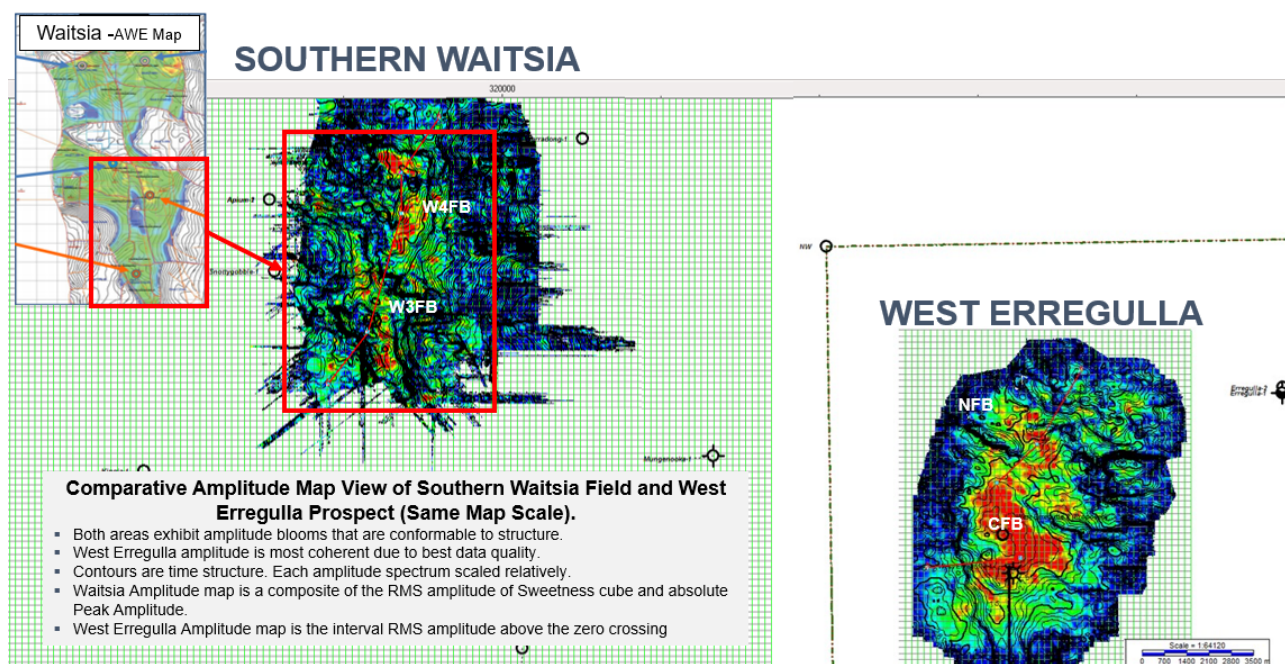 Waitsia -AWE Map
SOUTHERN WAITSIA
320000
Apium-1
Snottygobble-1
W4FB
W3FB
NW
WEST ERREGULLA
Erregulla-2
Erregulla-1
NFB
CFB
Mungenooka-1
Comparative Amplitude Map View of Southern Waitsia Field and West
Erregulla Prospect (Same Map Scale).
▪ Both areas exhibit amplitude blooms that are conformable to structure.
▪ West Erregulla amplitude is most coherent due to best data quality.
▪ Contours are time structure. Each amplitude spectrum scaled relatively.
▪ Waitsia Amplitude map is a composite of the RMS amplitude of Sweetness cube and absolute
Peak Amplitude.
▪ West Erregulla Amplitude map is the interval RMS amplitude above the zero crossing
Scale = 1:64120
0 700 1400 2100 2800 3500